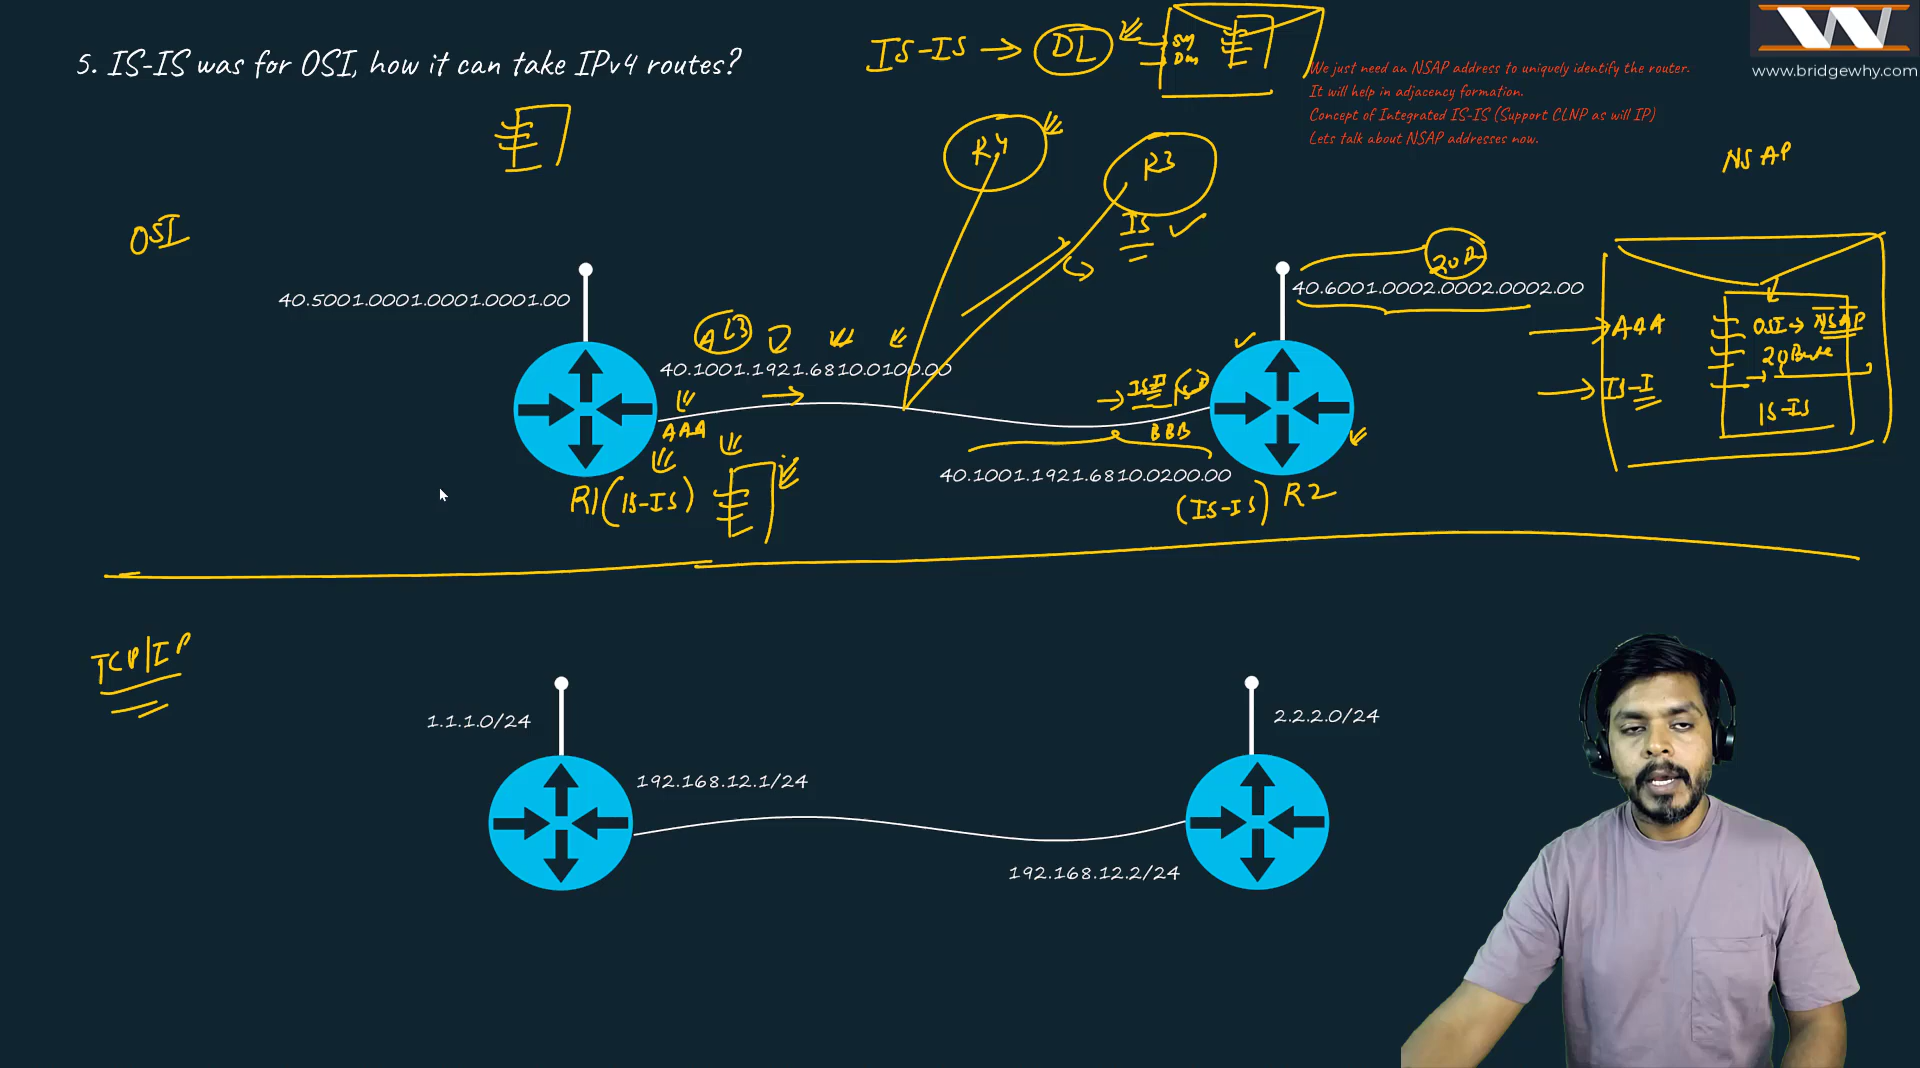 5. IS-IS was for OSI, how it can take IPv4 routes?
IS-IS → DL
www.bridgewhy.com
We just need an NSAP address to uniquely identify the router.
It will help in adjacency formation.
Concept of Integrated IS-IS (Support CLNP as will IP)
Lets talk about NSAP addresses now.
NSAP
R4
R3
IS
OSI
20B
40.5001.0001.0001.0001.00
40.6001.0002.0002.0002.00
AAA
OSI → NSAP
20Byte
IS-I
IS-IS
40.1001.1921.6810.0100.00
AAA
BBB
40.1001.1921.6810.0200.00
R1 (IS-IS)
(IS-IS) R2
TCP/IP
1.1.1.0/24
2.2.2.0/24
192.168.12.1/24
192.168.12.2/24